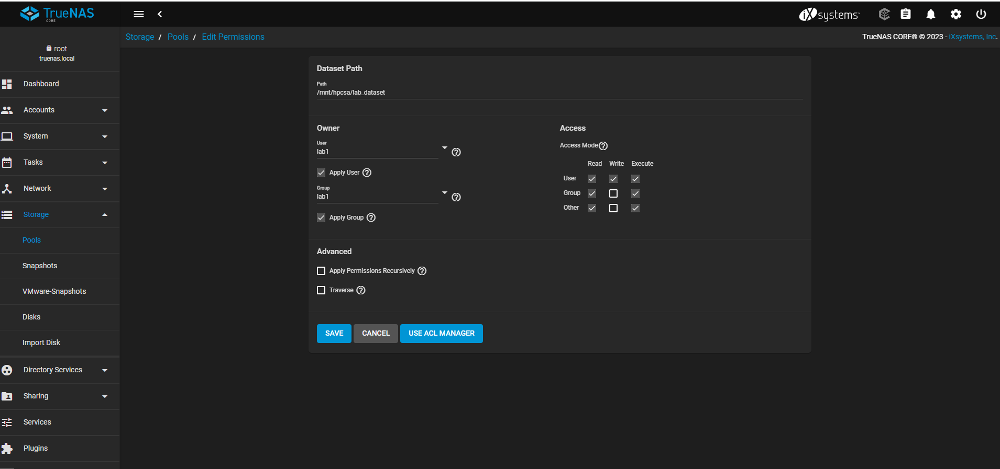 TrueNAS
CORE
iXsystems
Storage / Pools / Edit Permissions
TrueNAS CORE® © 2023 - iXsystems, Inc.
root
truenas.local
Dashboard
Accounts
System
Tasks
Network
Storage
Pools
Snapshots
VMware-Snapshots
Disks
Import Disk
Directory Services
Sharing
Services
Plugins
Dataset Path
Path
/mnt/hpcsa/lab_dataset
Owner
User
lab1
Apply User
Group
lab1
Apply Group
Access
Access Mode
Read Write Execute
User
Group
Other
Advanced
Apply Permissions Recursively
Traverse
SAVE CANCEL USE ACL MANAGER